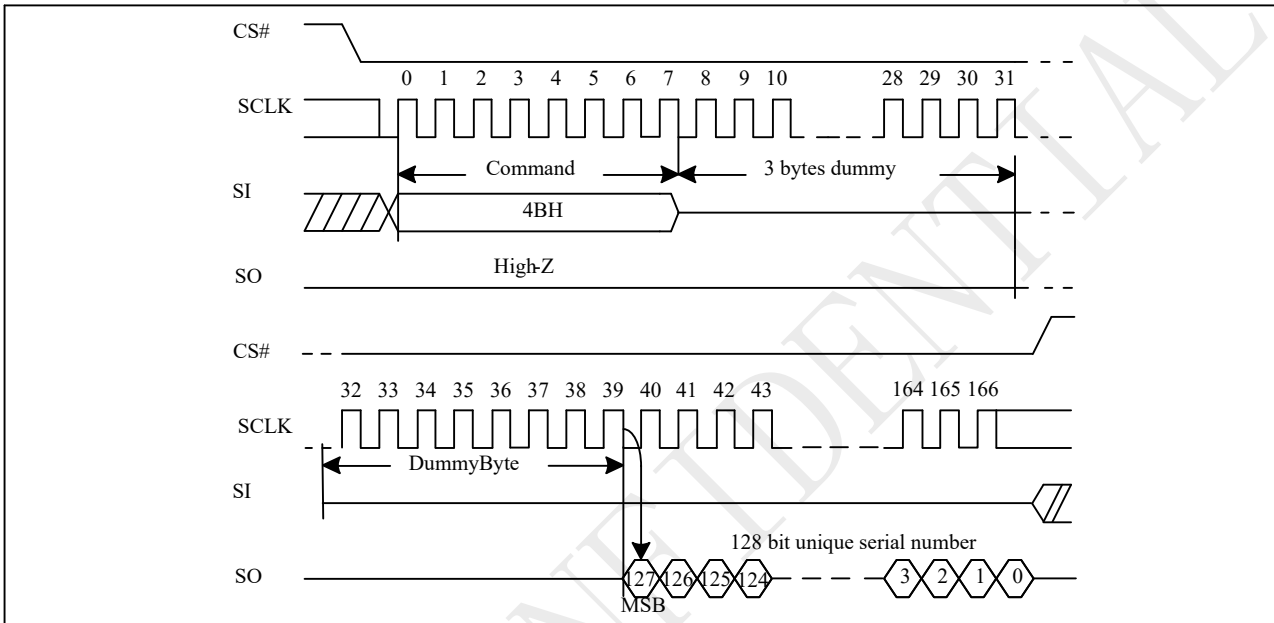 CS#
0 1 2 3 4 5 6 7 8 9 10 28 29 30 31
SCLK
Command 3 bytes dummy
SI
4BH
High-Z
SO
CS#
32 33 34 35 36 37 38 39 40 41 42 43 164 165 166
SCLK
DummyByte
SI
128 bit unique serial number
SO 127 126 125 124 3 2 1 0
MSB
NFIDENTIAL